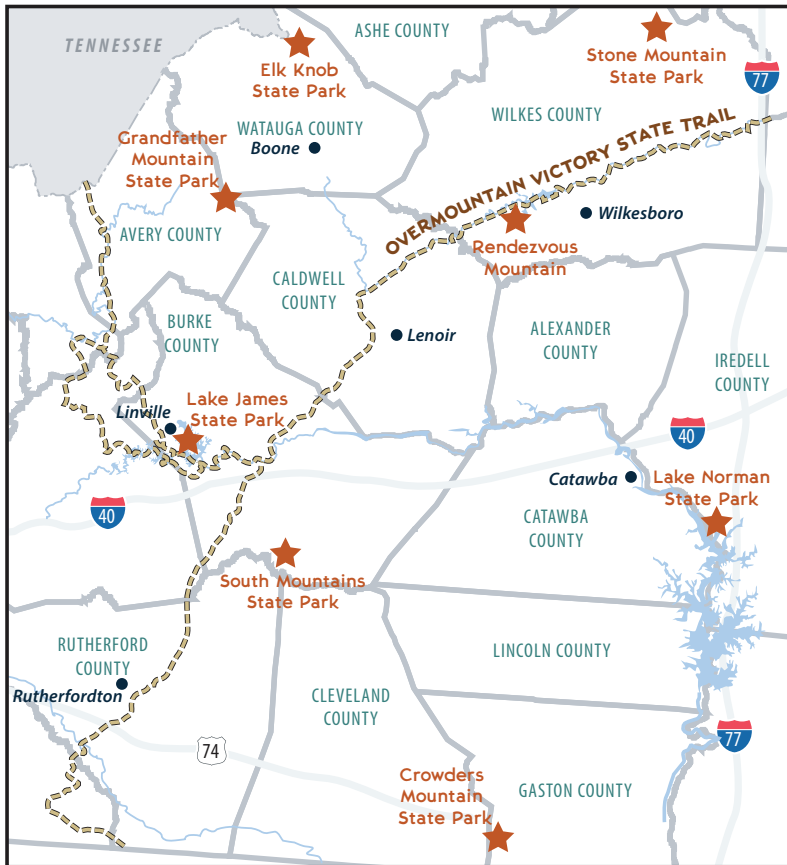 TENNESSEE
ASHE COUNTY
Elk Knob
State Park
Stone Mountain
State Park
77
WATAUGA COUNTY
Boone
WILKES COUNTY
Grandfather
Mountain
State Park
OVERMOUNTAIN VICTORY STATE TRAIL
Wilkesboro
AVERY COUNTY
Rendezvous
Mountain
CALDWELL
COUNTY
BURKE
COUNTY
Lenoir
ALEXANDER
COUNTY
IREDELL
COUNTY
Lake James
State Park
Linville
40
Catawba
Lake Norman
State Park
40
CATAWBA
COUNTY
South Mountains
State Park
RUTHERFORD
COUNTY
Rutherfordton
LINCOLN COUNTY
CLEVELAND
COUNTY
74
77
Crowders
Mountain
State Park
GASTON COUNTY